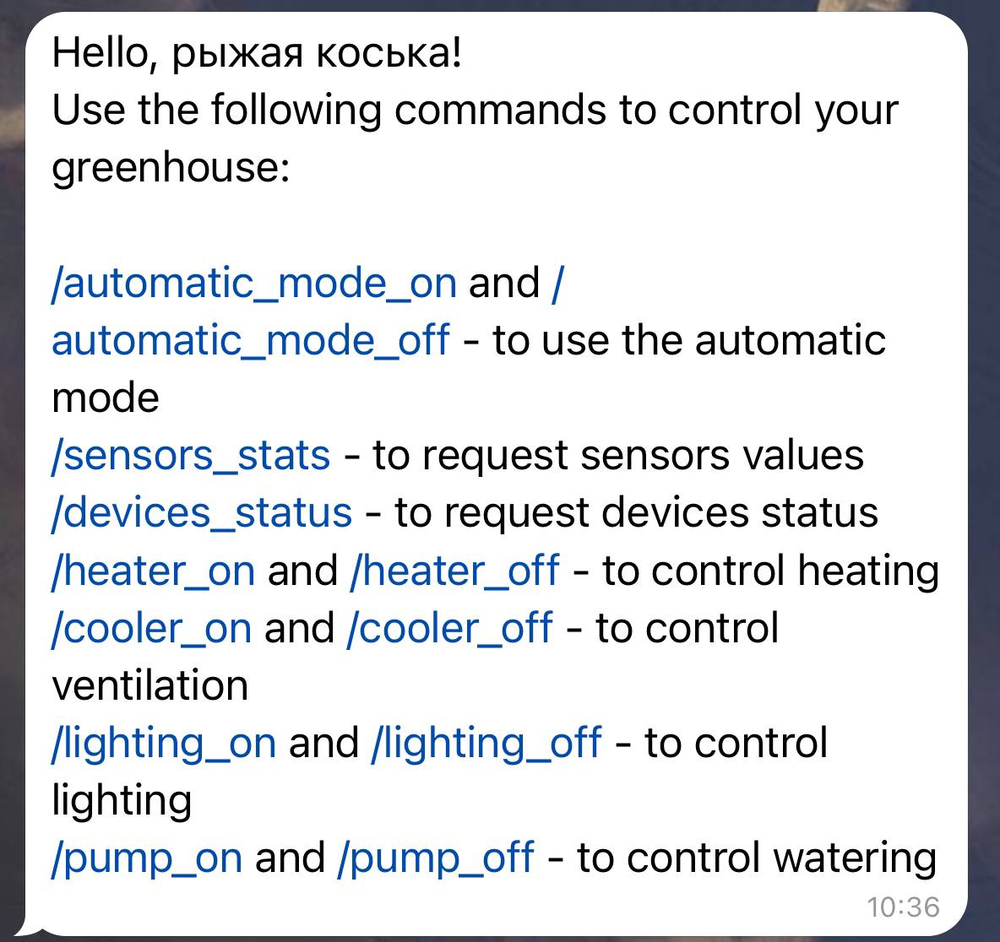 Hello, рыжая коська!
Use the following commands to control your
greenhouse:
/automatic_mode_on and /
automatic_mode_off - to use the automatic
mode
/sensors_stats - to request sensors values
/devices_status - to request devices status
/heater_on and /heater_off - to control heating
/cooler_on and /cooler_off - to control
ventilation
/lighting_on and /lighting_off - to control
lighting
/pump_on and /pump_off - to control watering
10:36